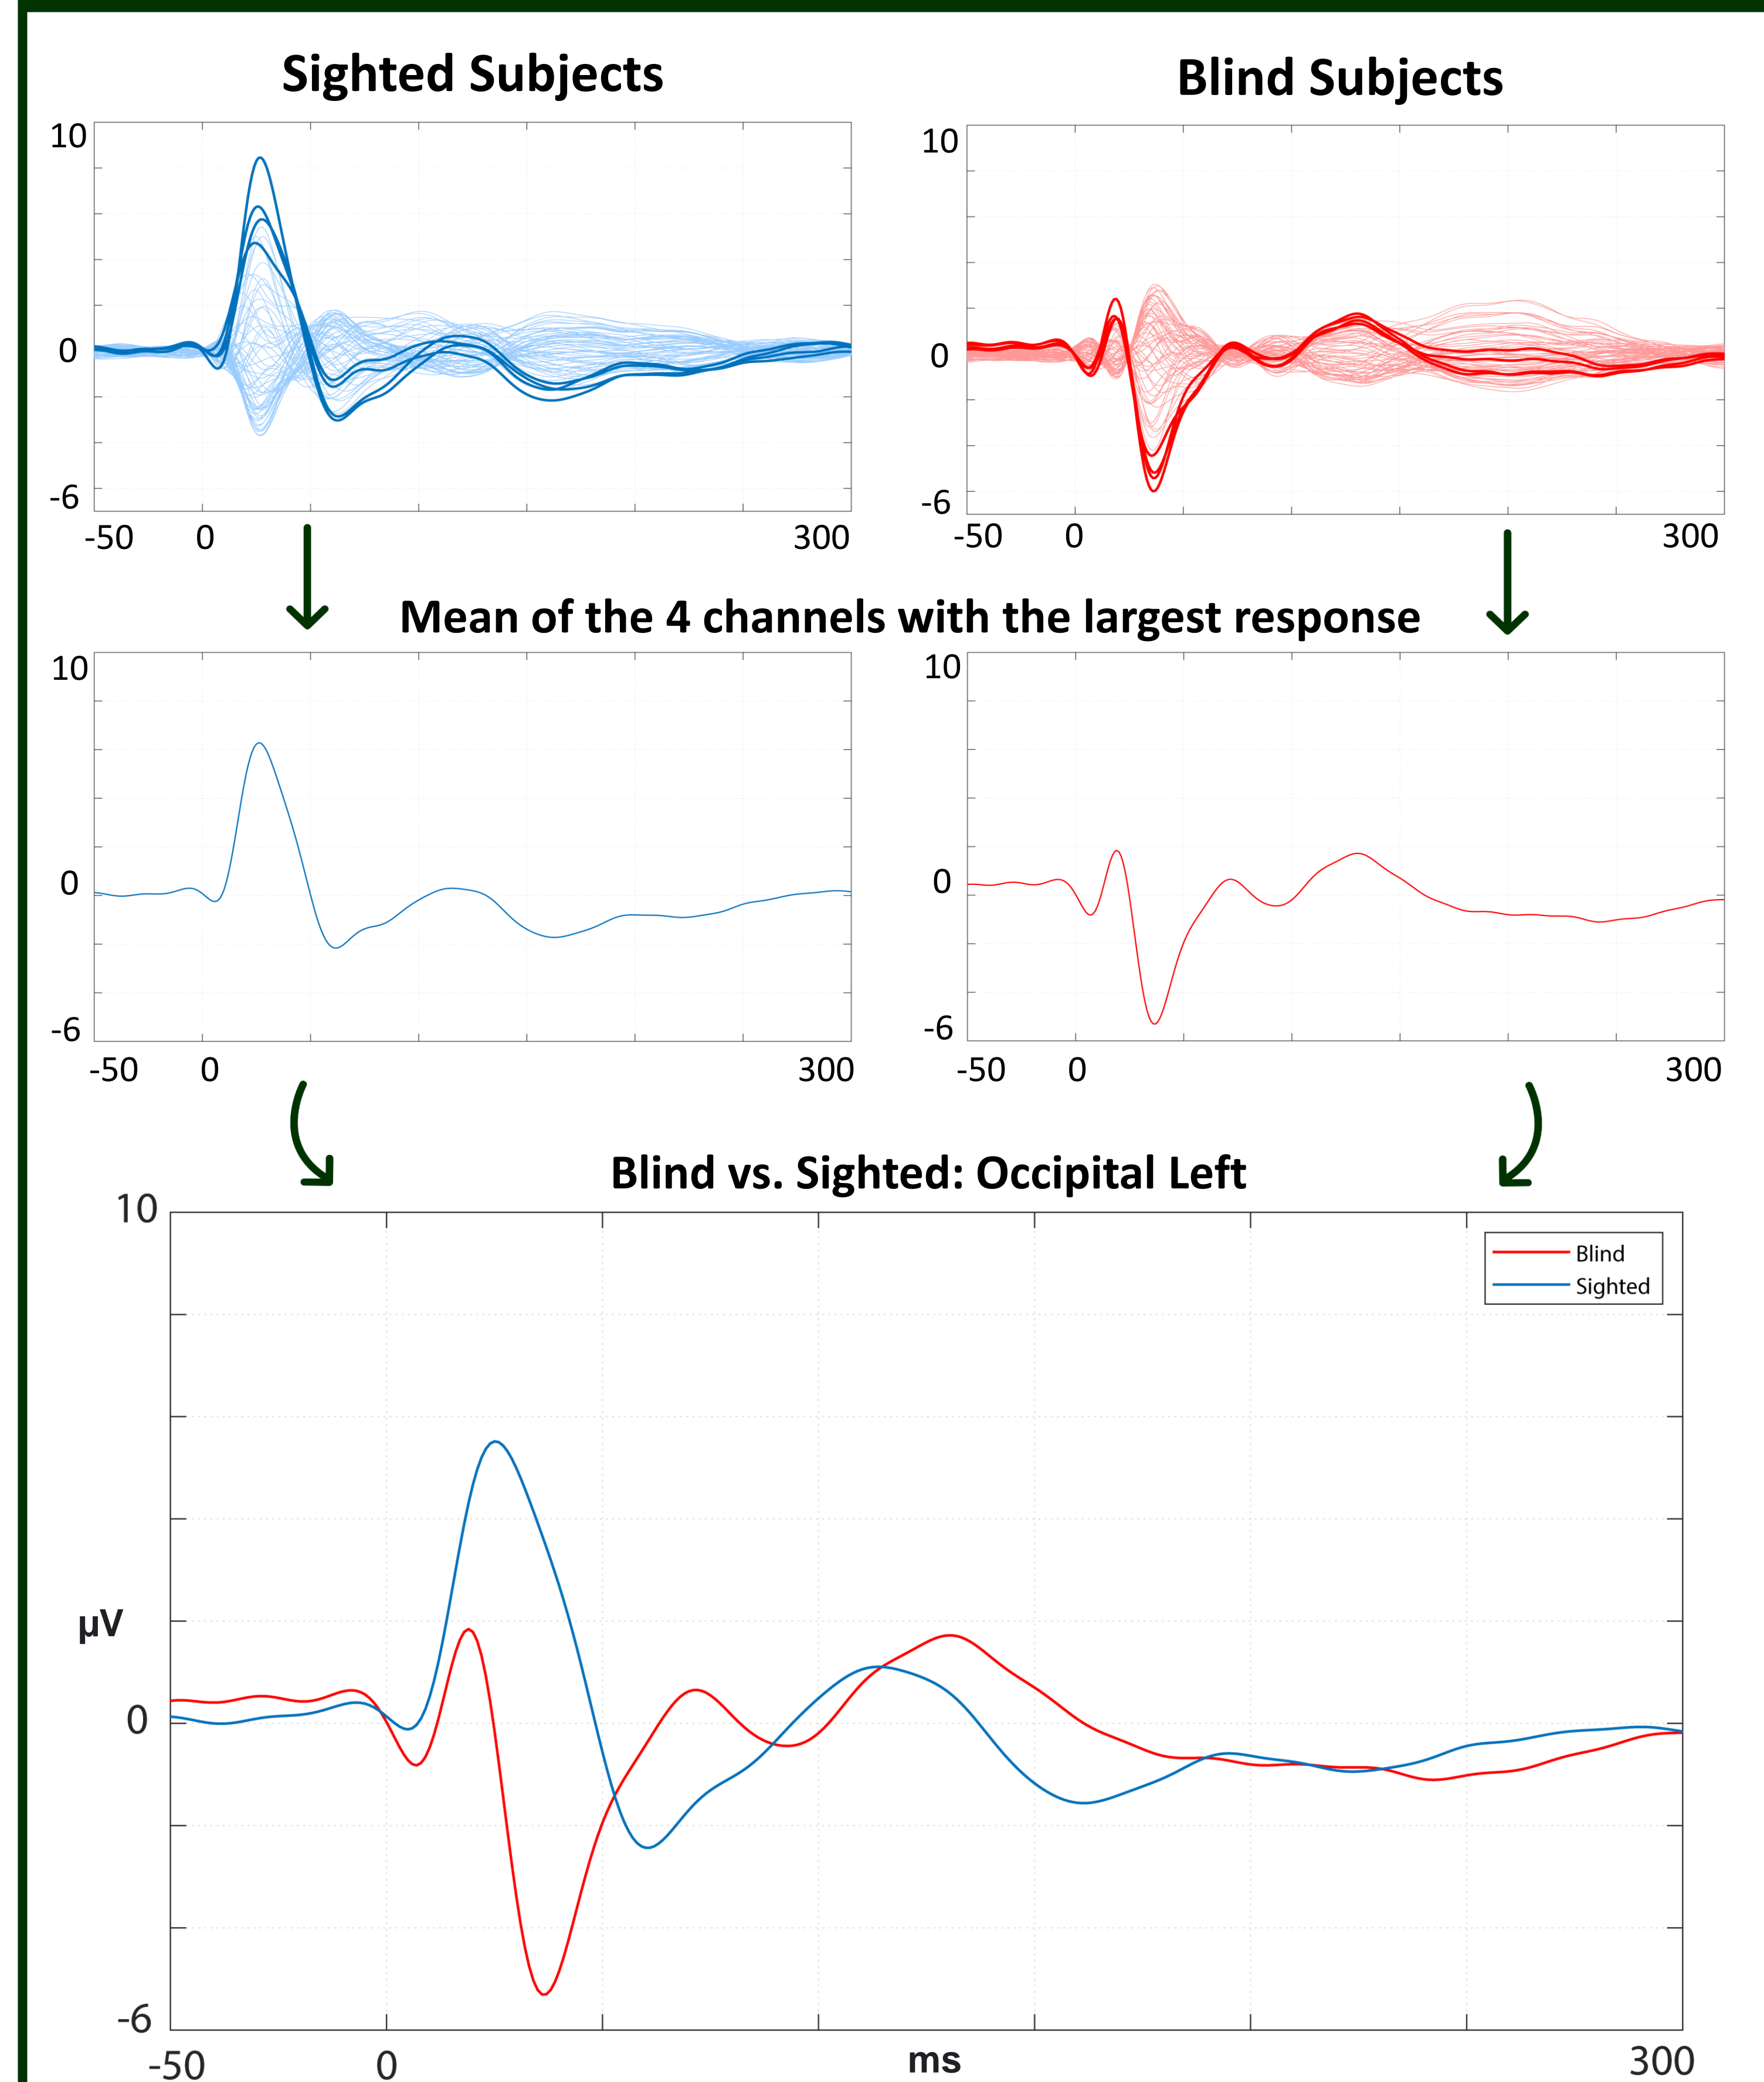 Sighted Subjects
Blind Subjects
10
0
-6
-50 0 300
10
0
-6
-50 0 300
Mean of the 4 channels with the largest response
10
0
-6
-50 0 300
10
0
-6
-50 0 300
Blind vs. Sighted: Occipital Left
10
Blind
Sighted
µV
0
-6
-50 0 ms 300